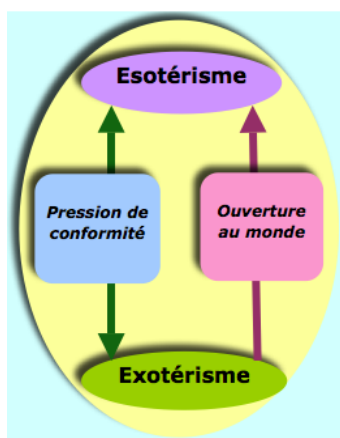 Esotérisme
Pression de
conformité
Ouverture
au monde
Exotérisme